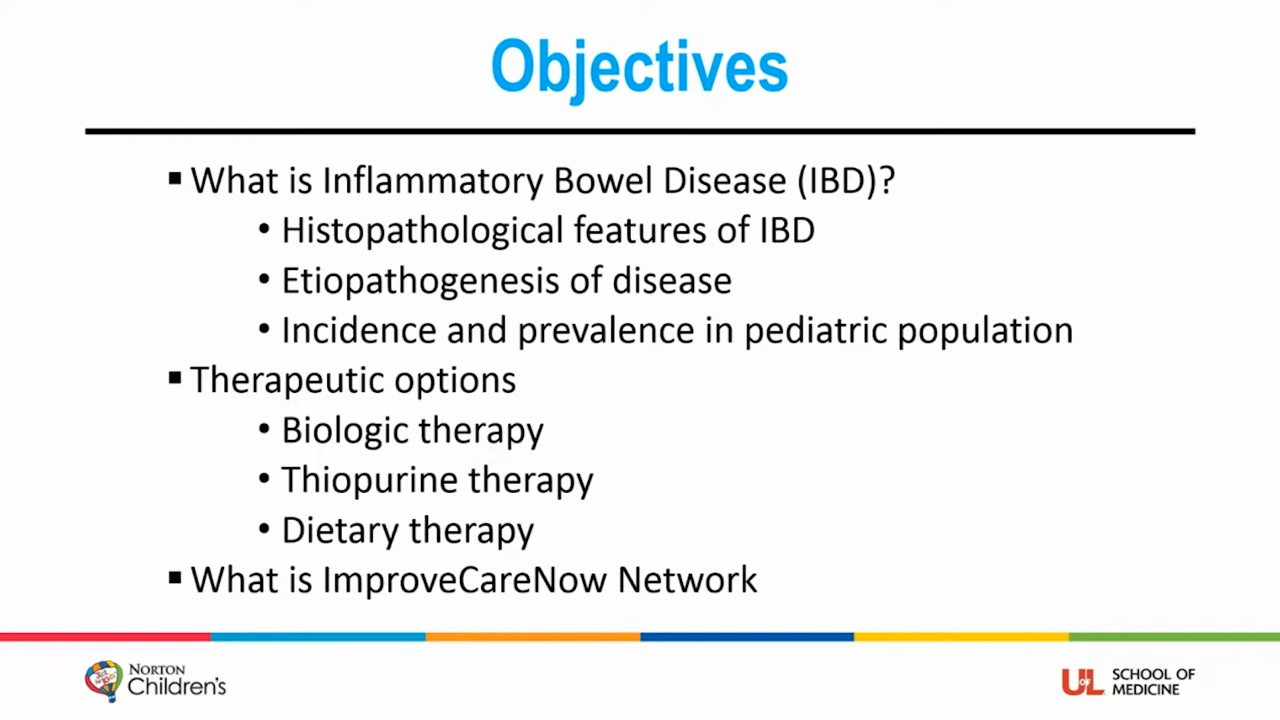 Objectives
▪ What is Inflammatory Bowel Disease (IBD)?
• Histopathological features of IBD
• Etiopathogenesis of disease
• Incidence and prevalence in pediatric population
▪ Therapeutic options
• Biologic therapy
• Thiopurine therapy
• Dietary therapy
▪ What is ImproveCareNow Network
NORTON
Children's
UofL
SCHOOL OF
MEDICINE